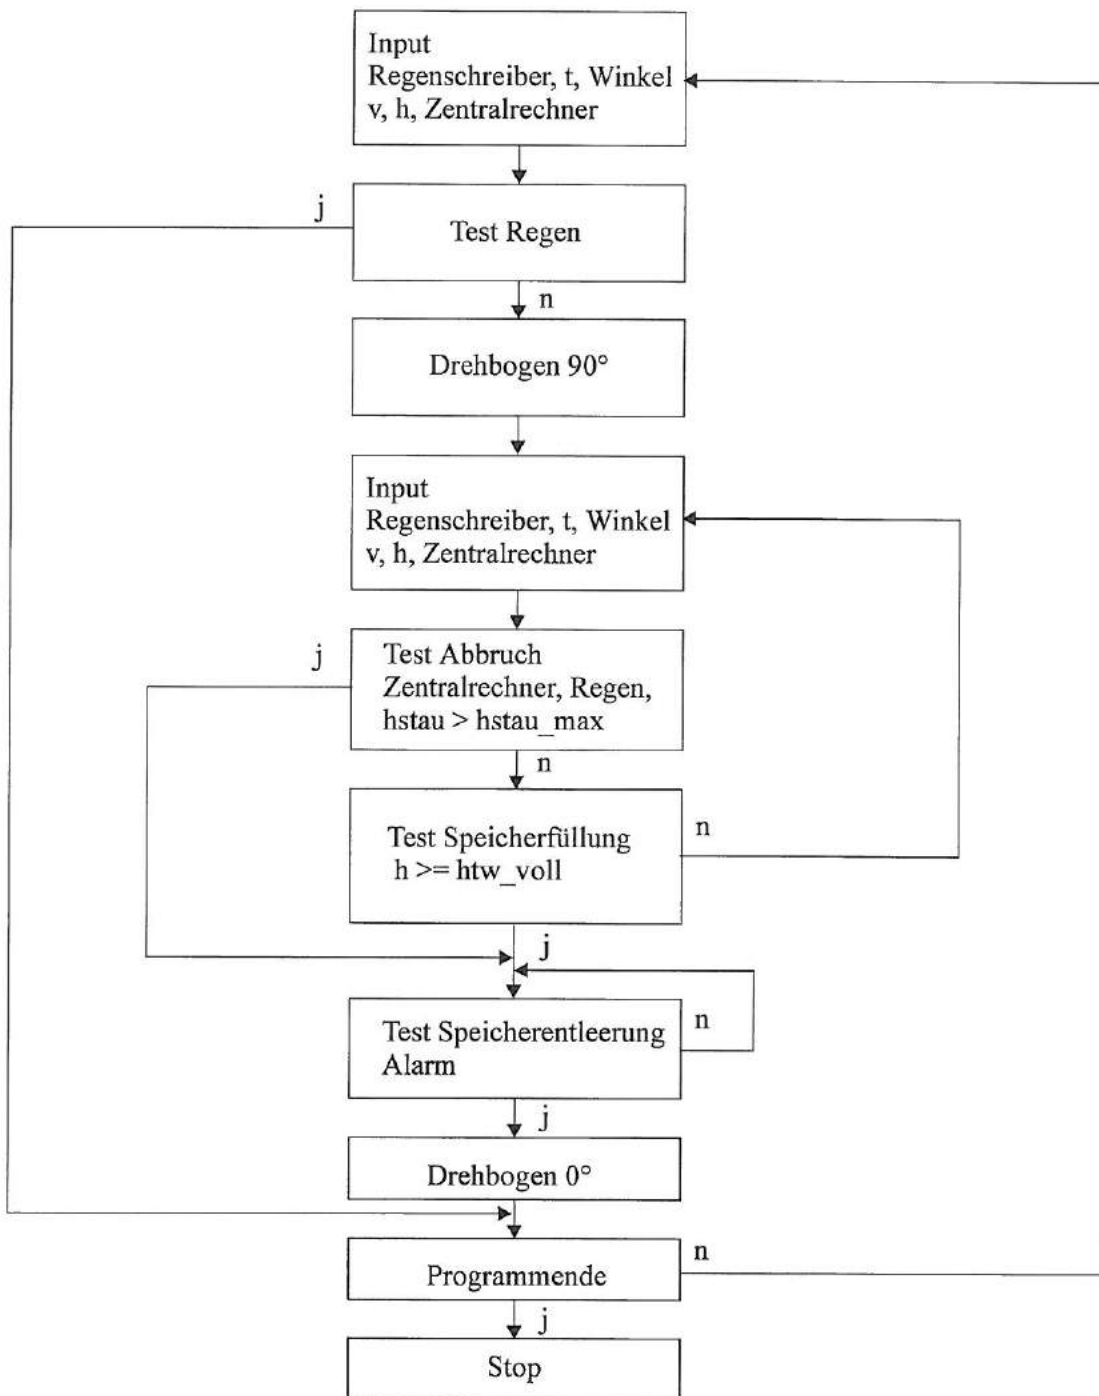 Input
Regenschreiber, t, Winkel
v, h, Zentralrechner
j
Test Regen
n
Drehbogen 90°
Input
Regenschreiber, t, Winkel
v, h, Zentralrechner
j
Test Abbruch
Zentralrechner, Regen,
hstau > hstau_max
n
Test Speicherfüllung
h >= htw_voll
n
j
Test Speicherentleerung
Alarm
n
j
Drehbogen 0°
Programmende
n
j
Stop